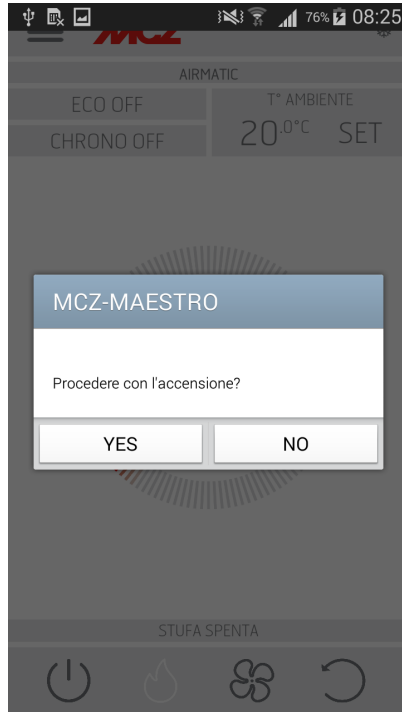 76% 08:25
MCZ
AIRMATIC
ECO OFF
T° AMBIENTE
CHRONO OFF
20.0°C SET
MCZ-MAESTRO
Procedere con l'accensione?
YES NO
STUFA SPENTA